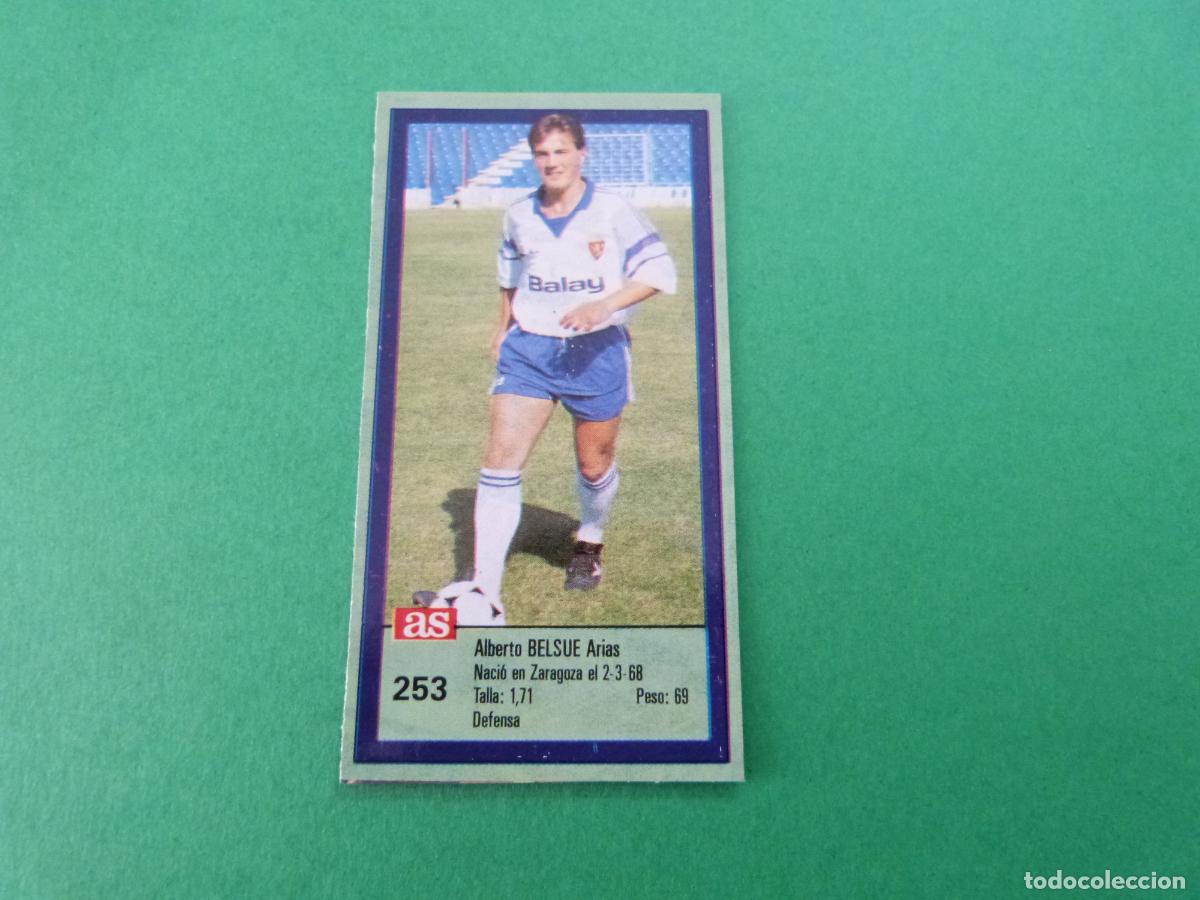 Balay
as
Alberto BELSUE Arias
Nació en Zaragoza el 2-3-68
253
Talla: 1,71 Peso: 69
Defensa
todocoleccion